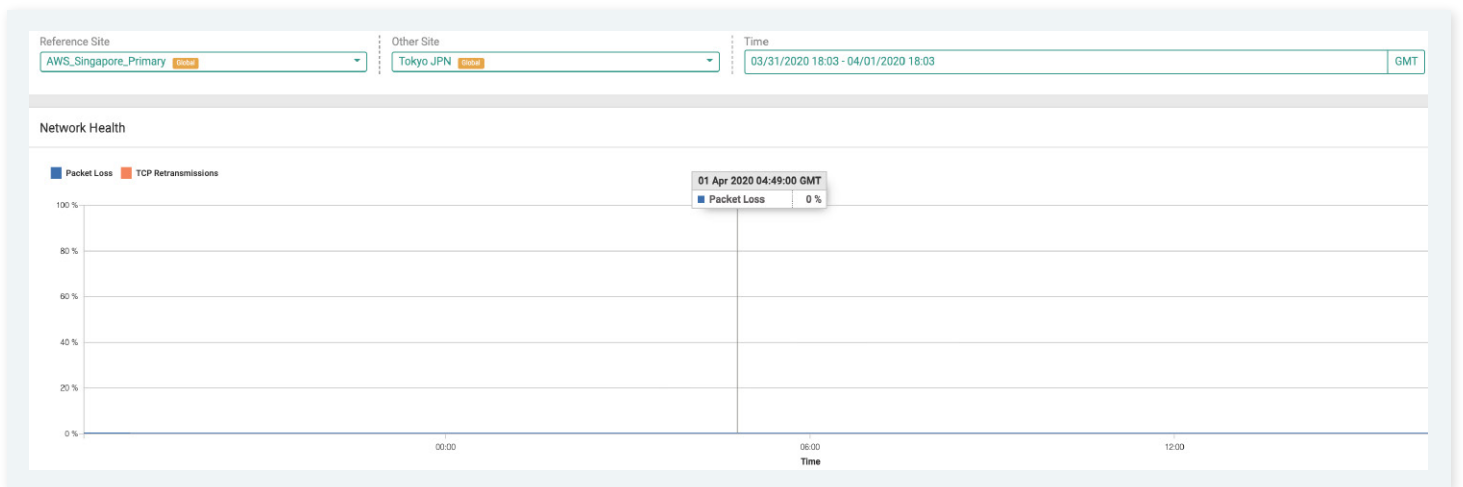 Reference Site
Other Site
Time
AWS_Singapore_Primary Global
Tokyo JPN Global
03/31/2020 18:03 - 04/01/2020 18:03 GMT
Network Health
Packet Loss TCP Retransmissions
01 Apr 2020 04:49:00 GMT
Packet Loss 0 %
100 %
80 %
60 %
40 %
20 %
0 %
00:00 06:00 12:00
Time